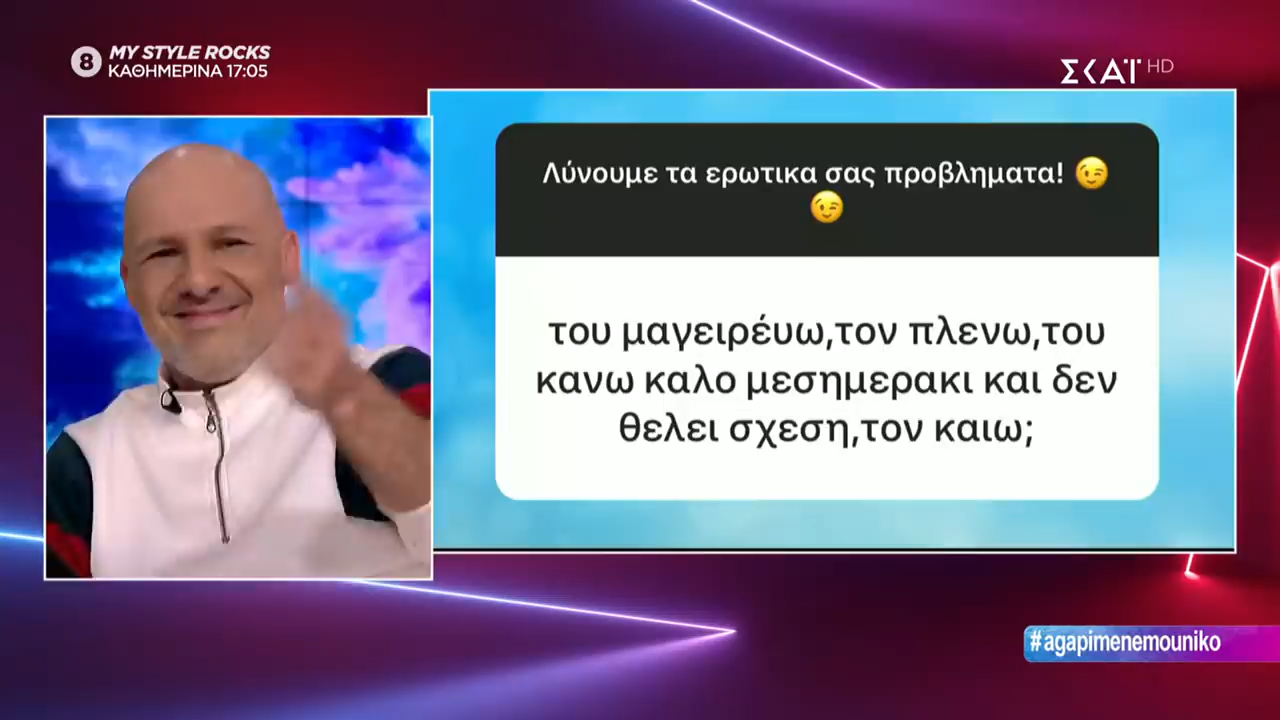 8 MY STYLE ROCKS
ΚΑΘΗΜΕΡΙΝΑ 17:05
ΣΚΑΪ HD
Λύνουμε τα ερωτικα σας προβληματα! 😉
😉
του μαγειρέυω,τον πλενω,του
κανω καλο μεσημερακι και δεν
θελει σχεση,τον καιω;
#agapimenemouniko